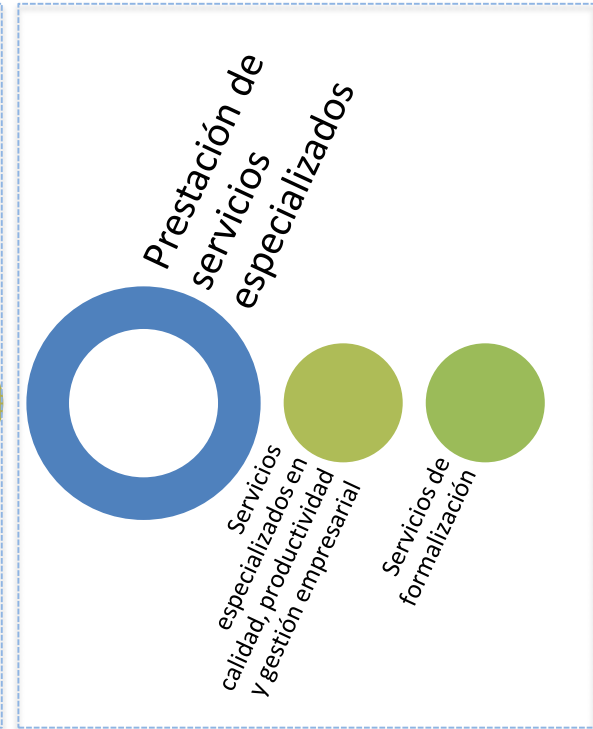 Prestación de
servicios
especializados
Servicios
especializados en
calidad, productividad
y gestión empresarial
Servicios de
formalización